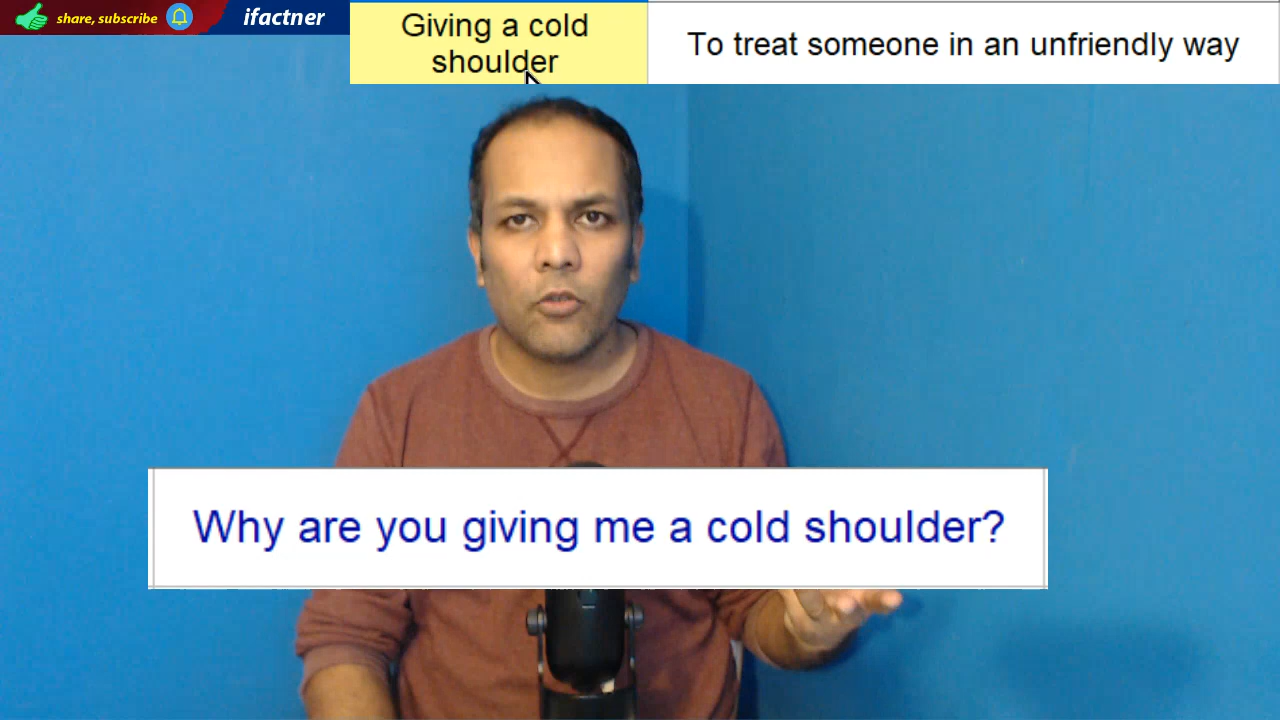 share, subscribe
ifactner
Giving a cold
shoulder
To treat someone in an unfriendly way
Why are you giving me a cold shoulder?